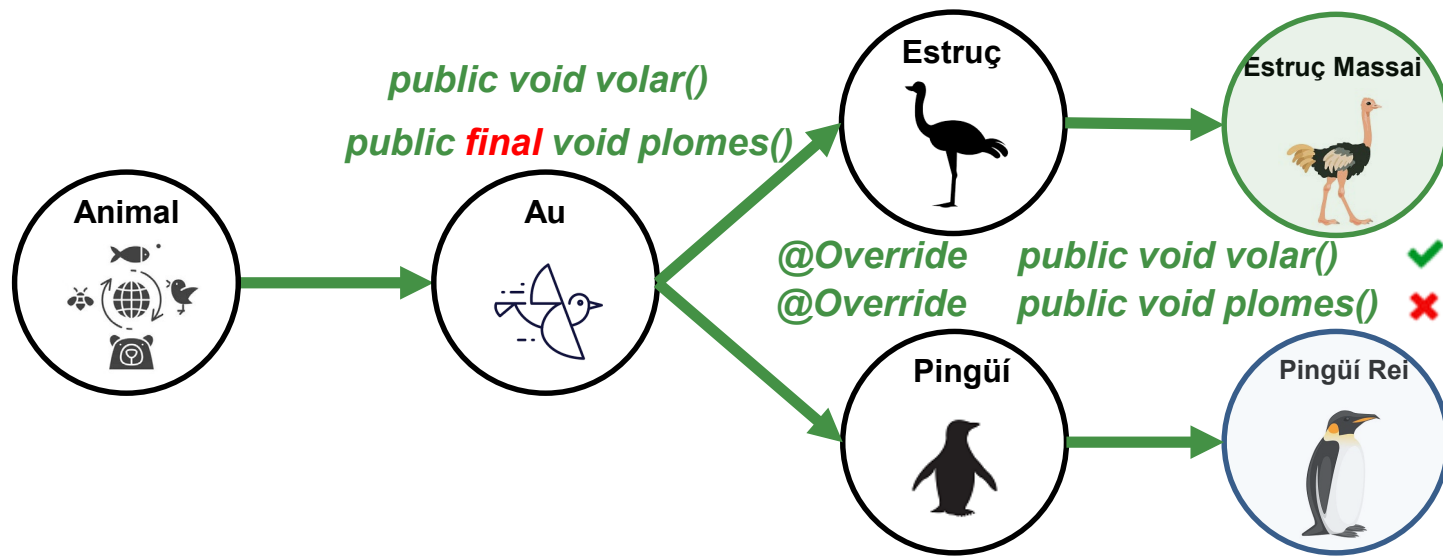 Estruç
Estruç Massai
public void volar()
public final void plomes()
Animal
Au
@Override public void volar()
@Override public void plomes()
Pingüí
Pingüí Rei